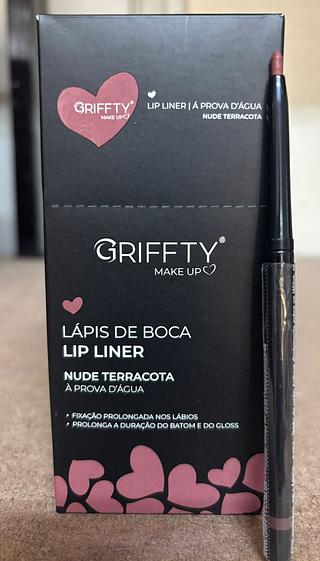 GRIFFTY®
MAKE UP
LIP LINER | Á PROVA D'ÁGUA
NUDE TERRACOTA
GRIFFTY®
MAKE UP
LÁPIS DE BOCA
LIP LINER
NUDE TERRACOTA
À PROVA D'ÁGUA
FIXAÇÃO PROLONGADA NOS LÁBIOS
PROLONGA A DURAÇÃO DO BATOM E DO GLOSS